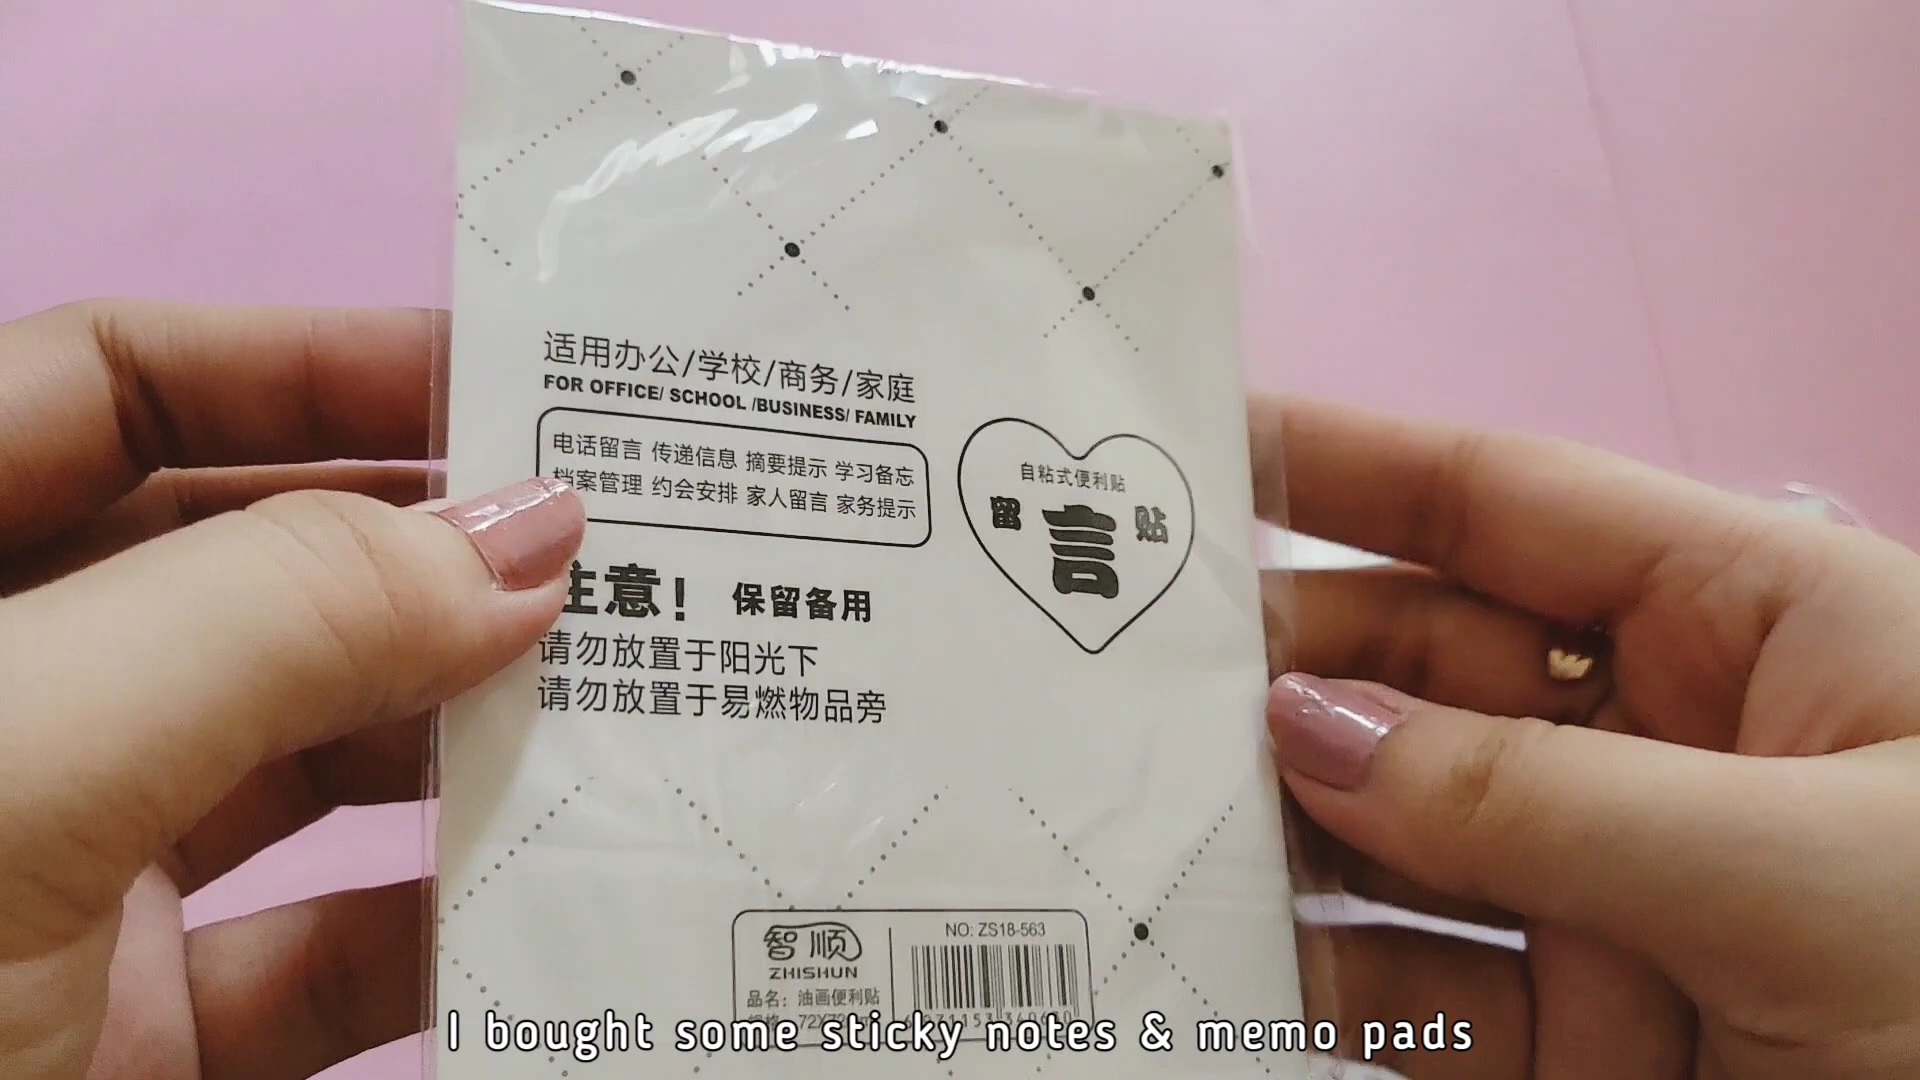 适用办公/学校/商务/家庭
FOR OFFICE/ SCHOOL /BUSINESS/ FAMILY
电话留言 传递信息 摘要提示 学习备忘
档案管理 约会安排 家人留言 家务提示
自粘式便利贴
留言贴
注意! 保留备用
请勿放置于阳光下
请勿放置于易燃物品旁
智顺
ZHISHUN
NO: ZS18-563
品名: 油画便利贴
I bought some sticky notes & memo pads